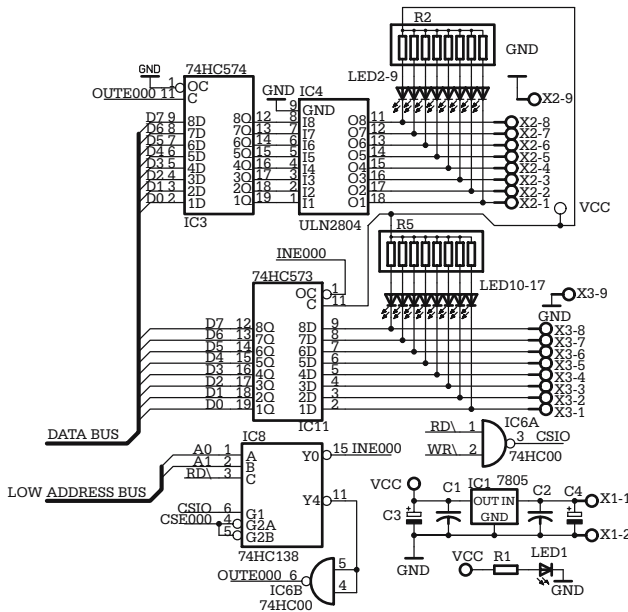 R2
GND
74HC574
GND
1 OC
OUTE000 11 C
LED2-9
GND
IC4
9 GND
X2-9
D7 9 8D 8Q 12 8 I8 O8 11 X2-8
D6 8 7D 7Q 13 7 I7 O7 12 X2-7
D5 7 6D 6Q 14 6 I6 O6 13 X2-6
D4 6 5D 5Q 15 5 I5 O5 14 X2-5
D3 5 4D 4Q 16 4 I4 O4 15 X2-4
D2 4 3D 3Q 17 3 I3 O3 16 X2-3
D1 3 2D 2Q 18 2 I2 O2 17 X2-2
D0 2 1D 1Q 19 1 I1 O1 18 X2-1
IC3
ULN2804
VCC
R5
INE000
74HC573
OC 1
C 11
LED10-17
X3-9
GND
D7 12 8Q 8D 9 X3-8
D6 13 7Q 7D 8 X3-7
D5 14 6Q 6D 7 X3-6
D4 15 5Q 5D 6 X3-5
D3 16 4Q 4D 5 X3-4
D2 17 3Q 3D 4 X3-3
D1 18 2Q 2D 3 X3-2
D0 19 1Q 1D 2 X3-1
IC11
DATA BUS
IC8
A0 1 A Y0 15 INE000
A1 2 B
RD\ 3 C
LOW ADDRESS BUS
Y4 11
CSIO 6 G1
CSE000 4 G2A
5 G2B
74HC138
OUTE000 6
5
4
IC6B
74HC00
IC6A
RD\ 1
3 CSIO
WR\ 2
74HC00
VCC
C1
IC1 7805
OUT IN
GND
C2
C4
X1-1
C3
X1-2
GND
VCC
R1
LED1
GND